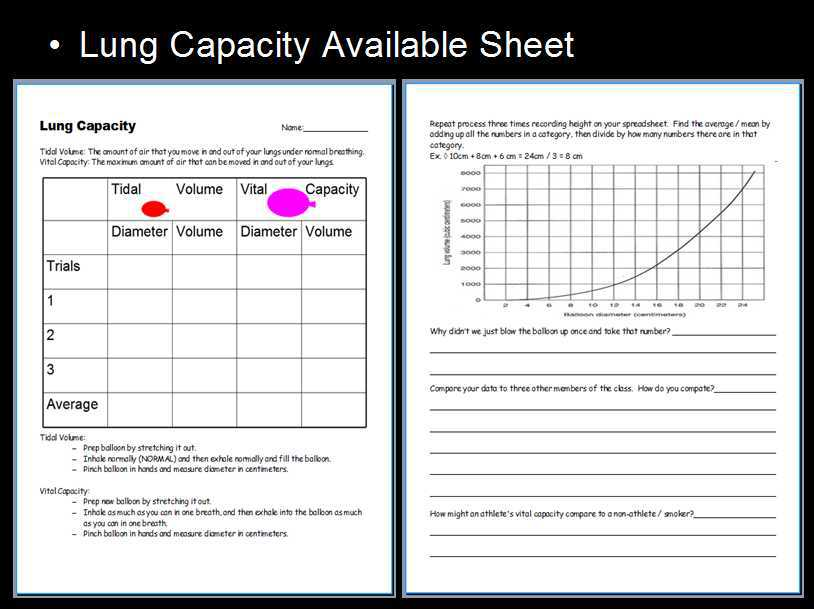 • Lung Capacity Available Sheet
Lung Capacity Name:_______________
Tidal Volume: The amount of air that you move in and out of your lungs under normal breathing.
Vital Capacity: The maximum amount of air that can be moved in and out of your lungs.
Tidal Volume Vital Capacity
Diameter Volume Diameter Volume
Trials
1
2
3
Average
Tidal Volume:
– Prep balloon by stretching it out.
– Inhale normally (NORMAL) and then exhale normally and fill the balloon.
– Pinch balloon in hands and measure diameter in centimeters.
Vital Capacity:
– Prep new balloon by stretching it out.
– Inhale as much as you can in one breath, and then exhale into the balloon as much
as you can in one breath.
– Pinch balloon in hands and measure diameter in centimeters.
Repeat process three times recording height on your spreadsheet. Find the average / mean by
adding up all the numbers in a category, then divide by how many numbers there are in that
category.
Ex. ◊ 10cm + 8cm + 6 cm = 24cm / 3 = 8 cm
Lung volume (cubic centimeters)
8000
7000
6000
5000
4000
3000
2000
1000
0
2 4 6 8 10 12 14 16 18 20 22 24
Balloon diameter (centimeters)
Why didn't we just blow the balloon up once and take that number? _______________
Compare your data to three other members of the class. How do you compate?_______________
How might an athlete's vital capacity compare to a non-athlete / smoker?_______________